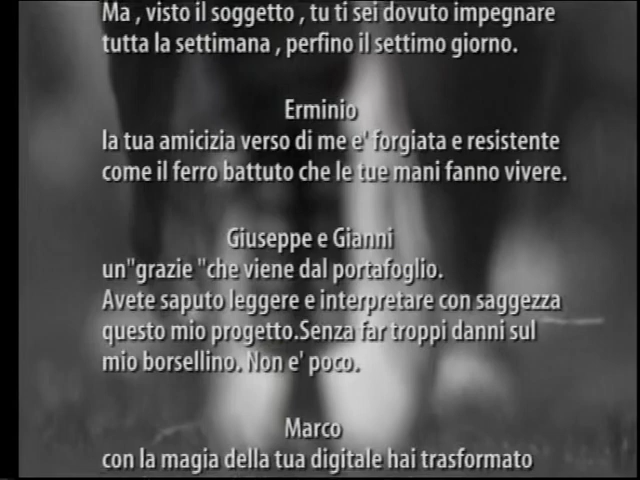 Ma , visto il soggetto , tu ti sei dovuto impegnare
tutta la settimana , perfino il settimo giorno.
Erminio
la tua amicizia verso di me e' forgiata e resistente
come il ferro battuto che le tue mani fanno vivere.
Giuseppe e Gianni
un"grazie "che viene dal portafoglio.
Avete saputo leggere e interpretare con saggezza
questo mio progetto.Senza far troppi danni sul
mio borsellino. Non e' poco.
Marco
con la magia della tua digitale hai trasformato